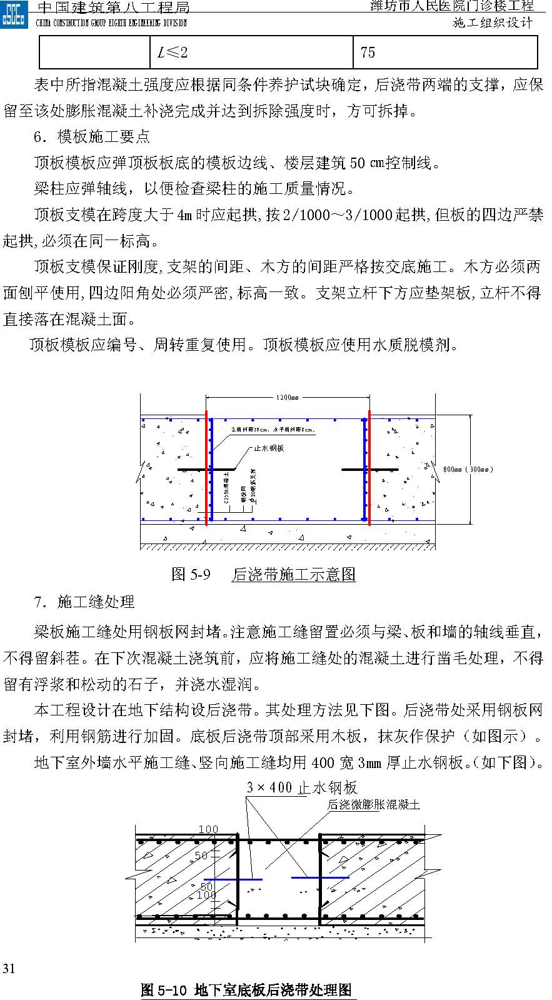 中国建筑第八工程局
CHINA CONSTRUCTION GROUP EIGHTH ENGINEERING DIVISION
潍坊市人民医院门诊楼工程
施工组织设计
L≤2 75
表中所指混凝土强度应根据同条件养护试块确定，后浇带两端的支撑，应保
留至该处膨胀混凝土补浇完成并达到拆除强度时，方可拆掉。
6．模板施工要点
顶板模板应弹顶板板底的模板边线、楼层建筑 50 cm控制线。
梁柱应弹轴线，以便检查梁柱的施工质量情况。
顶板支模在跨度大于 4m 时应起拱,按 2/1000～3/1000 起拱,但板的四边严禁
起拱,必须在同一标高。
顶板支模保证刚度,支架的间距、木方的间距严格按交底施工。木方必须两
面刨平使用,四边阳角处必须严密,标高一致。支架立杆下方应垫架板,立杆不得
直接落在混凝土面。
顶板模板应编号、周转重复使用。顶板模板应使用水质脱模剂。
1200mm
立筋间距20cm，水平筋间距8cm。
止水钢板
800mm（300mm）
钢板网
图 5-9 后浇带施工示意图
7．施工缝处理
梁板施工缝处用钢板网封堵。注意施工缝留置必须与梁、板和墙的轴线垂直，
不得留斜茬。在下次混凝土浇筑前，应将施工缝处的混凝土进行凿毛处理，不得
留有浮浆和松动的石子，并浇水湿润。
本工程设计在地下结构设后浇带。其处理方法见下图。后浇带处采用钢板网
封堵，利用钢筋进行加固。底板后浇带顶部采用木板，抹灰作保护（如图示）。
地下室外墙水平施工缝、竖向施工缝均用 400 宽 3mm 厚止水钢板。（如下图）。
3×400 止水钢板
后浇微膨胀混凝土
100
50
50
100
31
图 5-10 地下室底板后浇带处理图